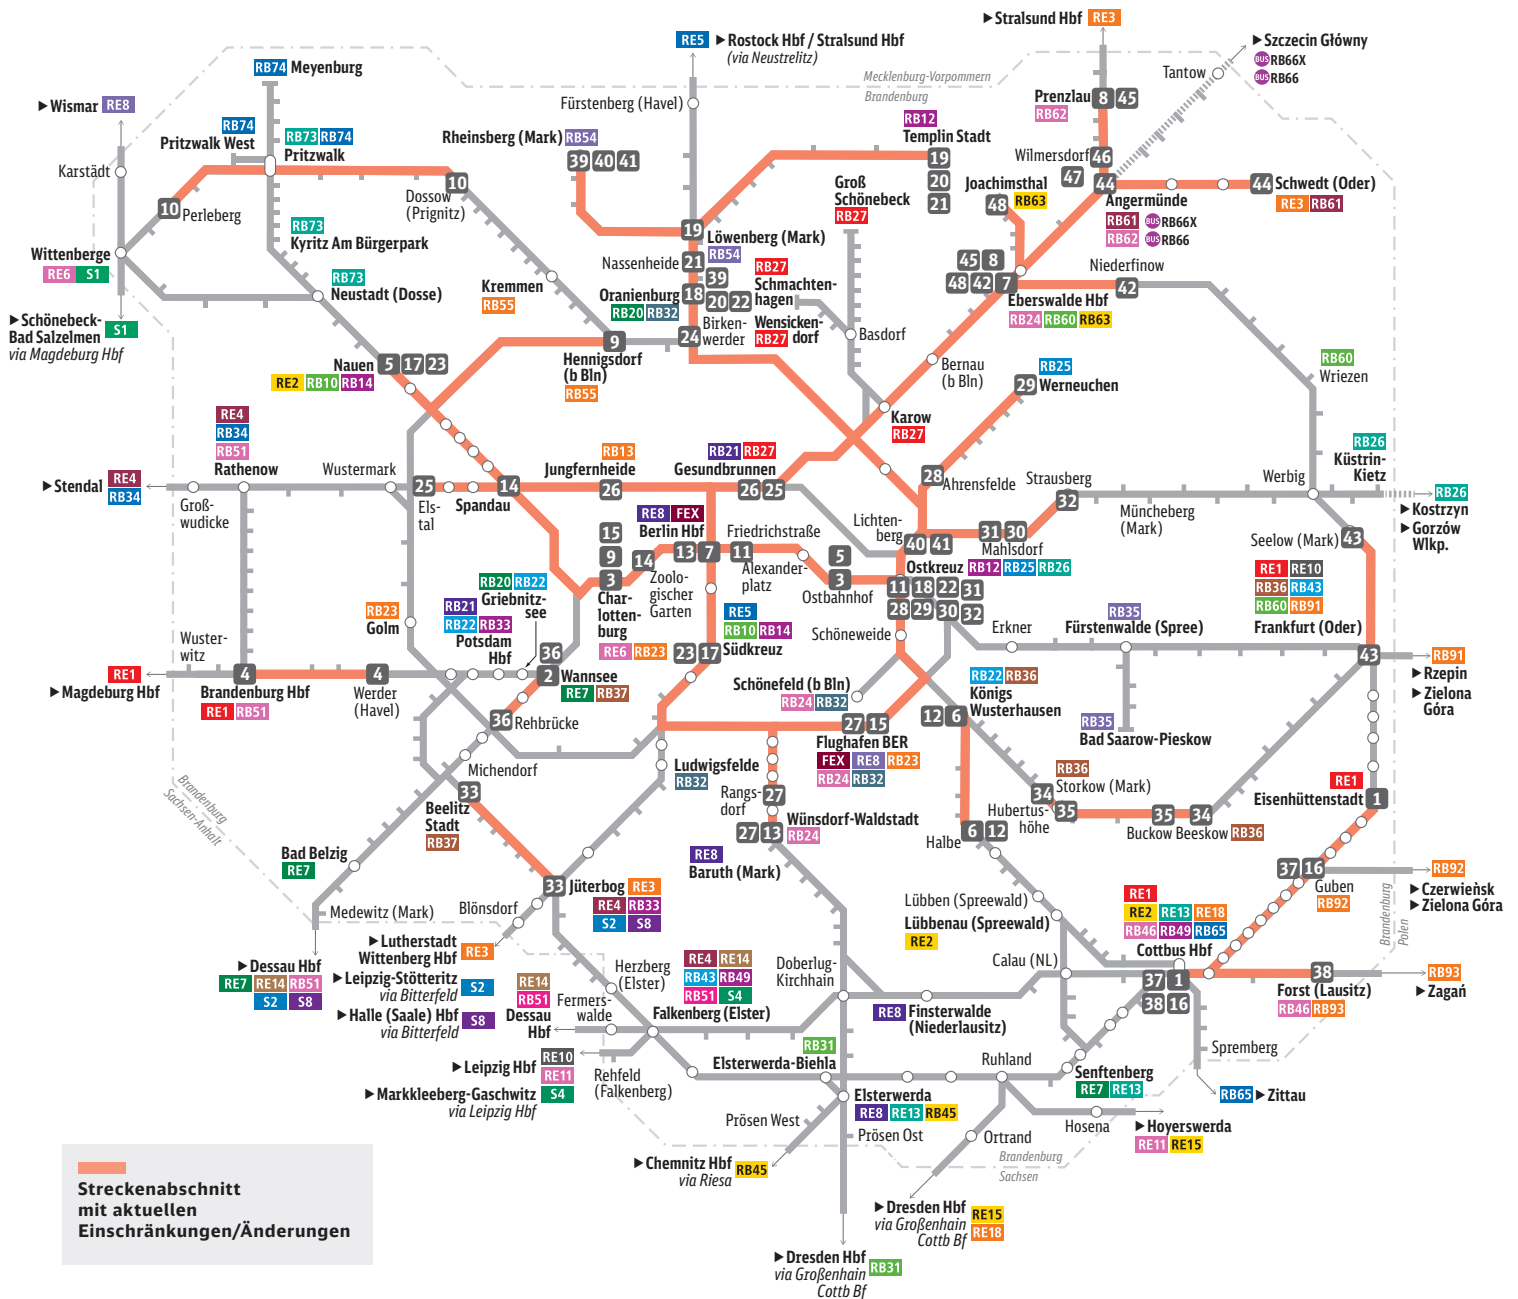 Stralsund Hbf RE3
RE5 Rostock Hbf / Stralsund Hbf
(via Neustrelitz)
Szczecin Główny
BUS RB66X
BUS RB66
Tantow
Mecklenburg-Vorpommern
Brandenburg
RB74 Meyenburg
Wismar RE8
Fürstenberg (Havel)
Prenzlau 8 45
RB62
RB74
Pritzwalk West
RB73 RB74
Pritzwalk
Rheinsberg (Mark) RB54
39 40 41
RB12
Templin Stadt
19
20
21
Wilmersdorf 46
47
44
Angermünde
RB61 BUS RB66X
RB62 BUS RB66
44 Schwedt (Oder)
RE3 RB61
Karstädt
10
Perleberg
10
Dossow
(Prignitz)
Groß
Schönebeck
RB27
Joachimsthal
48 RB63
RB73
Kyritz Am Bürgerpark
19
Löwenberg (Mark)
RB54
Wittenberge
RE6 S1
RB73
Neustadt (Dosse)
Kremmen
RB55
Nassenheide 21
39
Oranienburg 18
20 22
RB20 RB32
Birken-
werder
24
RB27
Schmachten-
hagen
Wensicken-
dorf
RB27
Basdorf
45 8
48 42 7
Eberswalde Hbf
RB24 RB60 RB63
Niederfinow
42
Schönebeck-
Bad Salzelmen
S1
via Magdeburg Hbf
Nauen 5 17 23
RE2 RB10 RB14
9
Hennigsdorf
(b Bln)
RB55
Bernau
(b Bln)
RB25
29 Werneuchen
RB60
Wriezen
Karow
RB27
RE4
RB34
RB51
Rathenow
Wustermark
Stendal RE4
RB34
Groß-
wudicke
25
Els-
tal
14
Spandau
RB13
Jungfernheide
26
RB21 RB27
Gesundbrunnen
26 25
28
Ahrensfelde
Strausberg
32
Müncheberg
(Mark)
Werbig
RB26
Küstrin-
Kietz
RB26
Kostrzyn
Gorzów
Wlkp.
RE8 FEX
Berlin Hbf
15
9
3
14
13
7
11
Friedrichstraße
Alexander-
platz
Zoolo-
gischer
Garten
Char-
lotten-
burg
RE6 RB23
5
3
Ostbahnhof
Lichten-
berg
40 41
31 30
Mahlsdorf
Ostkreuz RB12 RB25 RB26
11 18 22 31
28 29 30 32
Schöneweide
Seelow (Mark) 43
RE1 RE10
RB36 RB43
RB60 RB91
Frankfurt (Oder)
43
RB91
Rzepin
Zielona
Góra
RB20 RB22
Griebnitz-
see
RB21
RB22 RB33
Potsdam
Hbf
RB23
Golm
Wuster-
witz
RE1
Magdeburg Hbf
4
Brandenburg Hbf
RE1 RB51
4
Werder
(Havel)
36
2 Wannsee
RE7 RB37
36 Rehbrücke
RE5
RB10 RB14
23 17 Südkreuz
Schönefeld (b Bln)
RB24 RB32
Erkner
RB35
Fürstenwalde (Spree)
RB22 RB36
Königs
Wusterhausen
12 6
RB35
Bad Saarow-Pieskow
27 15
Flughafen BER
FEX RE8 RB23
RB24 RB32
Michendorf
Ludwigsfelde
RB32
Rangs-
dorf
27
27 13
Wünsdorf-Waldstadt
RB24
RB36
34 Storkow (Mark)
Hubertus-
höhe
35
35 34
Buckow Beeskow RB36
6 12
Halbe
RE1
Eisenhüttenstadt 1
Brandenburg
Sachsen-Anhalt
33
Beelitz
Stadt
RB37
Bad Belzig
RE7
RE8
Baruth (Mark)
37 16
Guben
RB92
RB92
Czerwieńsk
Zielona Góra
33 Jüterbog RE3
RE4 RB33
S2 S8
Medewitz (Mark)
Blönsdorf
Lübben (Spreewald)
Lübbenau (Spreewald)
RE2
RE1
RE2 RE13 RE18
RB46 RB49 RB65
Cottbus Hbf
37 1
38 16
Brandenburg
Polen
Lutherstadt
Wittenberg Hbf RE3
Leipzig-Stötteritz
via Bitterfeld S2
Halle (Saale) Hbf
via Bitterfeld S8
Dessau Hbf
RE7 RE14 RB51
S2 S8
Herzberg
(Elster)
RE4 RE14
RB43 RB49
RB51 S4
Falkenberg (Elster)
RE14
RB51
Dessau
Hbf
Fermers-
walde
Doberlug-
Kirchhain
Calau (NL)
38
Forst (Lausitz)
RB46 RB93
RB93
Zagań
RE8 Finsterwalde
(Niederlausitz)
Leipzig Hbf RE10
RE11
Markkleeberg-Gaschwitz S4
via Leipzig Hbf
Rehfeld
(Falkenberg)
RB31
Elsterwerda-Biehla
Ruhland
Senftenberg
RE7 RE13
Spremberg
RB65 Zittau
Elsterwerda
RE8 RE13 RB45
Prösen West
Prösen Ost
Hosena
Hoyerswerda
RE11 RE15
Ortrand
Brandenburg
Sachsen
Chemnitz Hbf RB45
via Riesa
Dresden Hbf RE15
via Großenhain RE18
Cottb Bf
Dresden Hbf
via Großenhain RB31
Cottb Bf
Streckenabschnitt
mit aktuellen
Einschränkungen/Änderungen